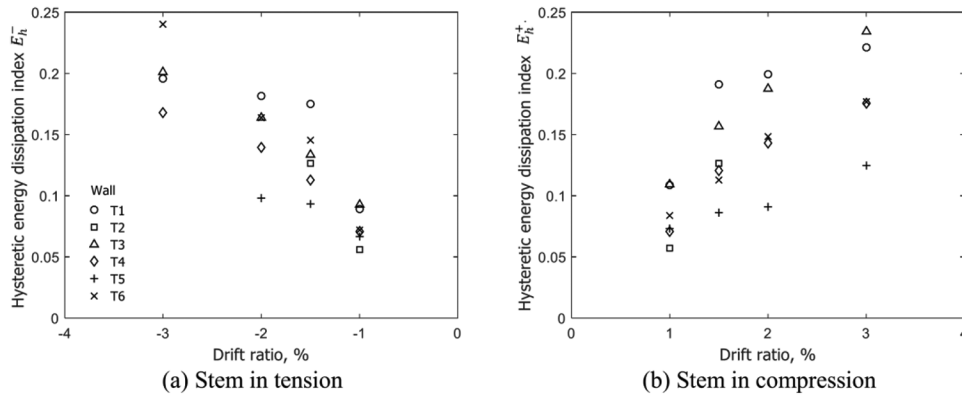 Hysteretic energy dissipation index E_h^-
0.25
0.2
0.15
0.1
0.05
0
Wall
T1
T2
T3
T4
T5
T6
-4 -3 -2 -1 0
Drift ratio, %
(a) Stem in tension
Hysteretic energy dissipation index E_h^+.
0.25
0.2
0.15
0.1
0.05
0
0 1 2 3 4
Drift ratio, %
(b) Stem in compression